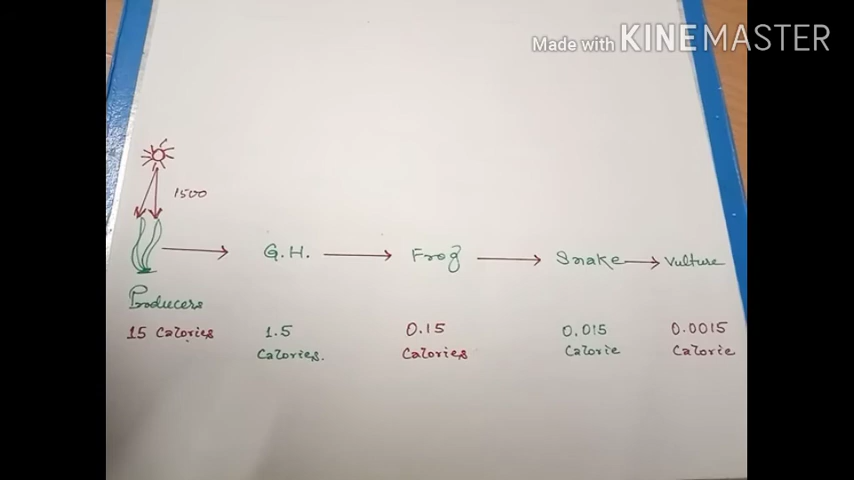 Made with KINEMASTER
1500
G.H.
Frog
Snake
Vulture
Producers
15 Calories
1.5
Calories.
0.15
Calories
0.015
Calorie
0.0015
Calorie